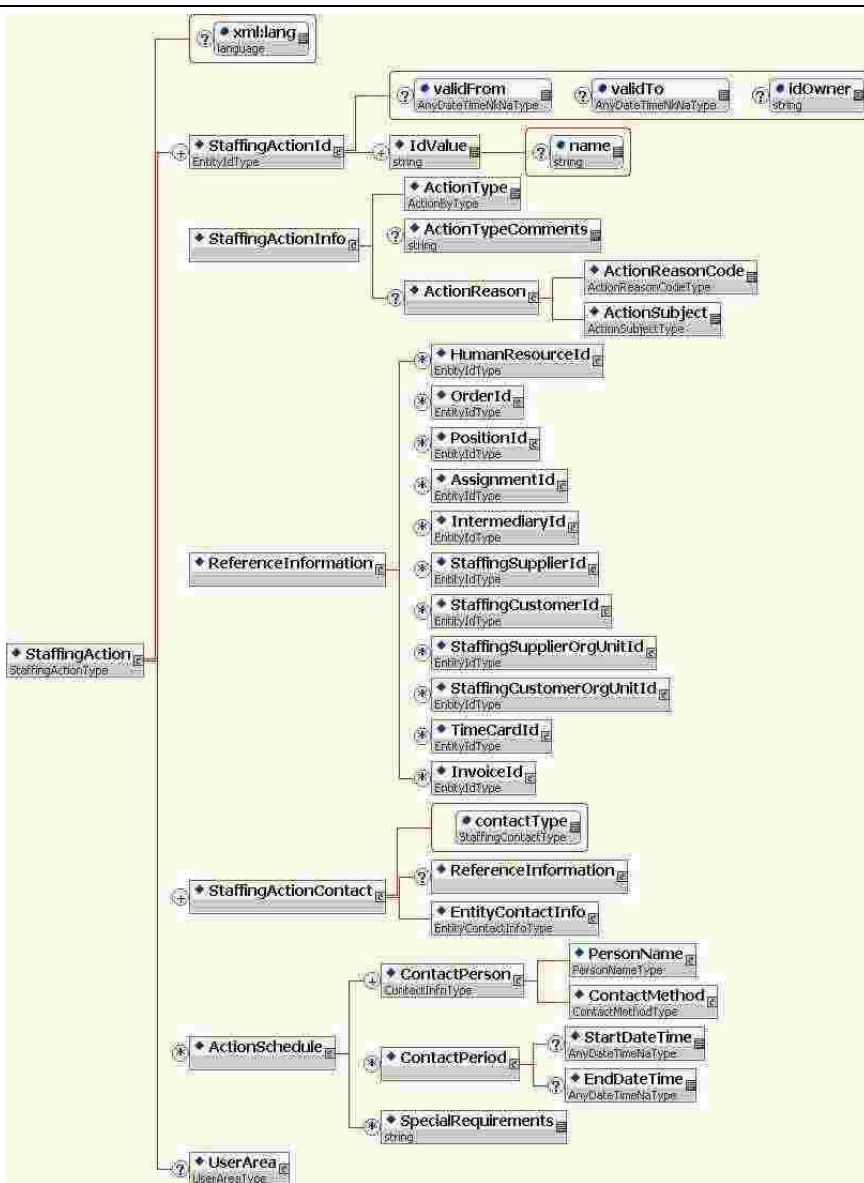 xml:lang
language
validFrom
AnyDateTimeNkNaType
validTo
AnyDateTimeNkNaType
idOwner
string
StaffingActionId
EntityIdType
IdValue
string
name
string
ActionType
ActionByType
StaffingActionInfo
ActionTypeComments
string
ActionReason
ActionReasonCode
ActionReasonCodeType
ActionSubject
ActionSubjectType
HumanResourceId
EntityIdType
OrderId
EntityIdType
PositionId
EntityIdType
AssignmentId
EntityIdType
IntermediaryId
EntityIdType
ReferenceInformation
StaffingSupplierId
EntityIdType
StaffingCustomerId
EntityIdType
StaffingAction
StaffingActionType
StaffingSupplierOrgUnitId
EntityIdType
StaffingCustomerOrgUnitId
EntityIdType
TimeCardId
EntityIdType
InvoiceId
EntityIdType
contactType
StaffingContactType
StaffingActionContact
ReferenceInformation
EntityContactInfo
EntityContactInfoType
ContactPerson
ContactInfoType
PersonName
PersonNameType
ContactMethod
ContactMethodType
ActionSchedule
ContactPeriod
StartDateTime
AnyDateTimeNaType
EndDateTime
AnyDateTimeNaType
SpecialRequirements
string
UserArea
UserAreaType